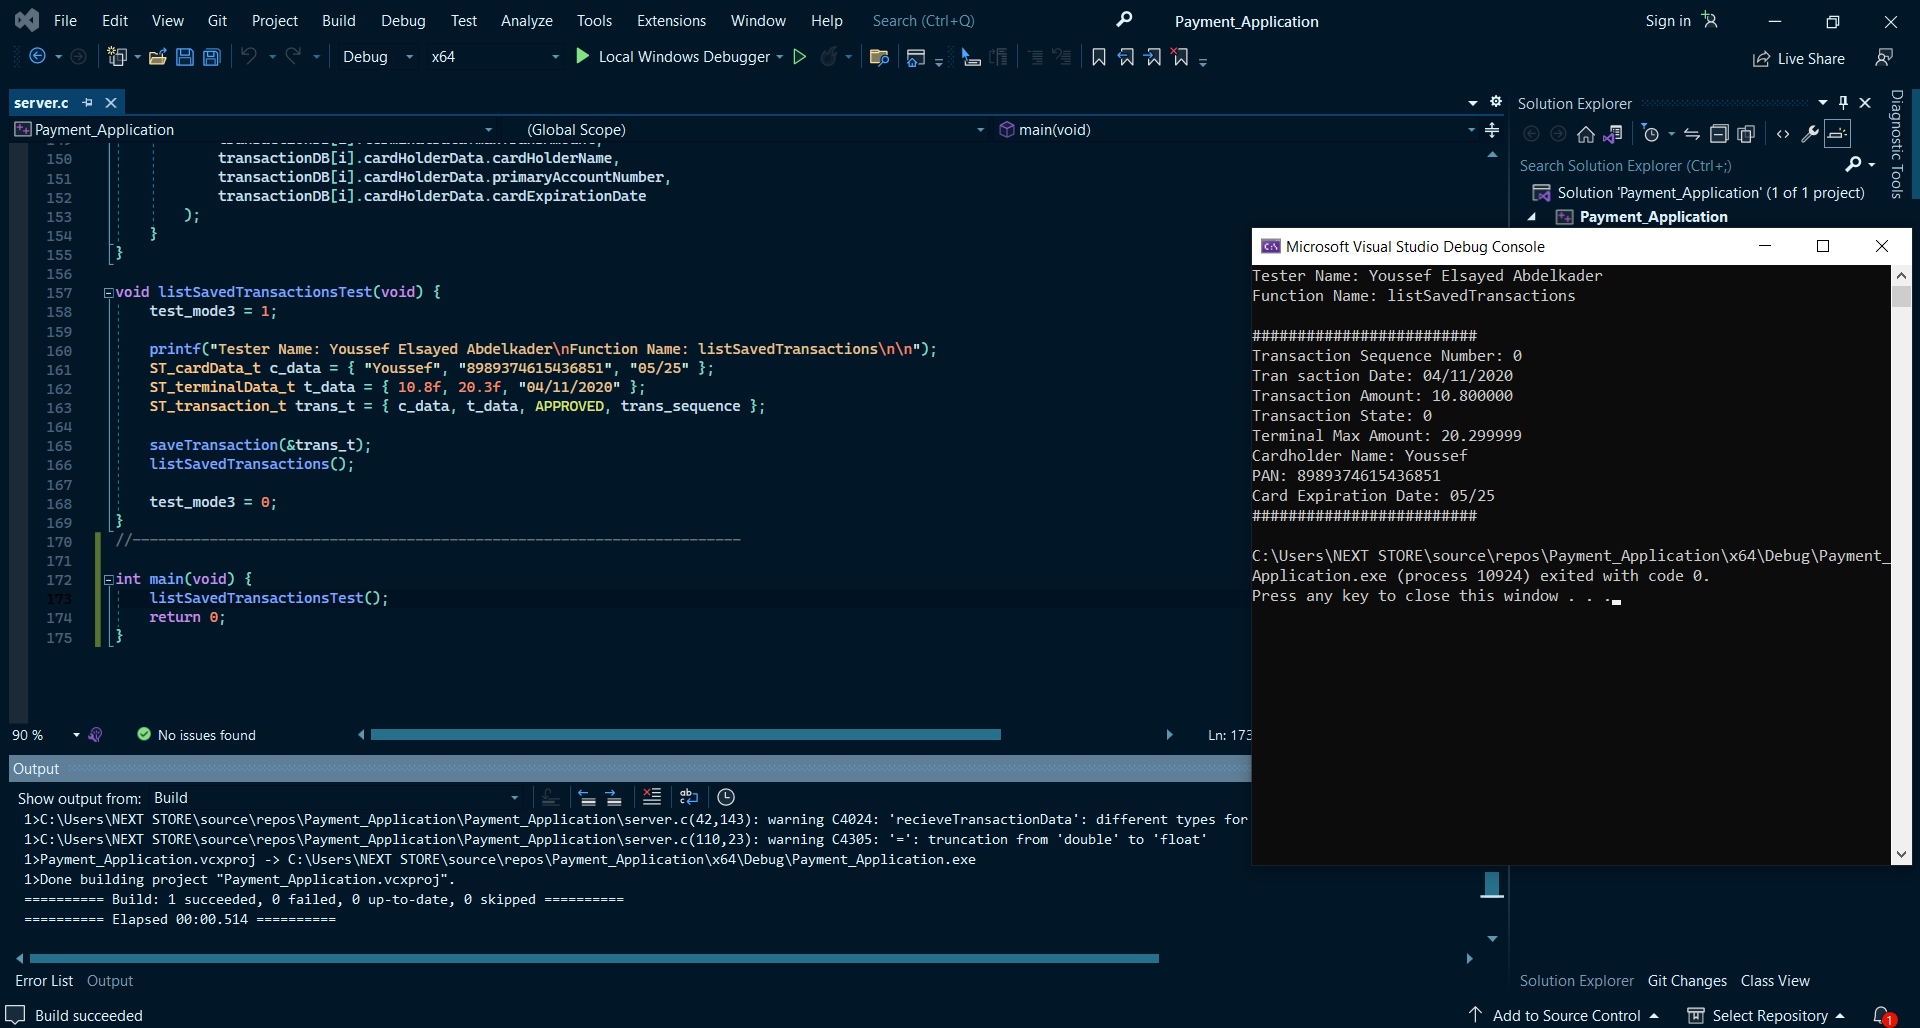 File Edit View Git Project Build Debug Test Analyze Tools Extensions Window Help Search (Ctrl+Q) Payment_Application Sign in
Debug x64 Local Windows Debugger Live Share
server.c
Payment_Application (Global Scope) main(void)
150 transactionDB[i].cardHolderData.cardHolderName,
151 transactionDB[i].cardHolderData.primaryAccountNumber,
152 transactionDB[i].cardHolderData.cardExpirationDate
153 );
154 }
155 }
156
157 void listSavedTransactionsTest(void) {
158 test_mode3 = 1;
159
160 printf("Tester Name: Youssef Elsayed Abdelkader\nFunction Name: listSavedTransactions\n\n");
161 ST_cardData_t c_data = { "Youssef", "8989374615436851", "05/25" };
162 ST_terminalData_t t_data = { 10.8f, 20.3f, "04/11/2020" };
163 ST_transaction_t trans_t = { c_data, t_data, APPROVED, trans_sequence };
164
165 saveTransaction(&trans_t);
166 listSavedTransactions();
167
168 test_mode3 = 0;
169 }
170 //-----------------------------------------------------------------------
171
172 int main(void) {
173 listSavedTransactionsTest();
174 return 0;
175 }
90 % No issues found Ln: 173
Output
Show output from: Build
1>C:\Users\NEXT STORE\source\repos\Payment_Application\Payment_Application\server.c(42,143): warning C4024: 'recieveTransactionData': different types for
1>C:\Users\NEXT STORE\source\repos\Payment_Application\Payment_Application\server.c(110,23): warning C4305: '=': truncation from 'double' to 'float'
1>Payment_Application.vcxproj -> C:\Users\NEXT STORE\source\repos\Payment_Application\x64\Debug\Payment_Application.exe
1>Done building project "Payment_Application.vcxproj".
========== Build: 1 succeeded, 0 failed, 0 up-to-date, 0 skipped ==========
========== Elapsed 00:00.514 ==========
Error List Output
Build succeeded
Solution Explorer
Search Solution Explorer (Ctrl+;)
Solution 'Payment_Application' (1 of 1 project)
Payment_Application
Diagnostic Tools
Microsoft Visual Studio Debug Console
Tester Name: Youssef Elsayed Abdelkader
Function Name: listSavedTransactions
#########################
Transaction Sequence Number: 0
Tran saction Date: 04/11/2020
Transaction Amount: 10.800000
Transaction State: 0
Terminal Max Amount: 20.299999
Cardholder Name: Youssef
PAN: 8989374615436851
Card Expiration Date: 05/25
#########################
C:\Users\NEXT STORE\source\repos\Payment_Application\x64\Debug\Payment_
Application.exe (process 10924) exited with code 0.
Press any key to close this window . . .
Solution Explorer Git Changes Class View
Add to Source Control Select Repository 1